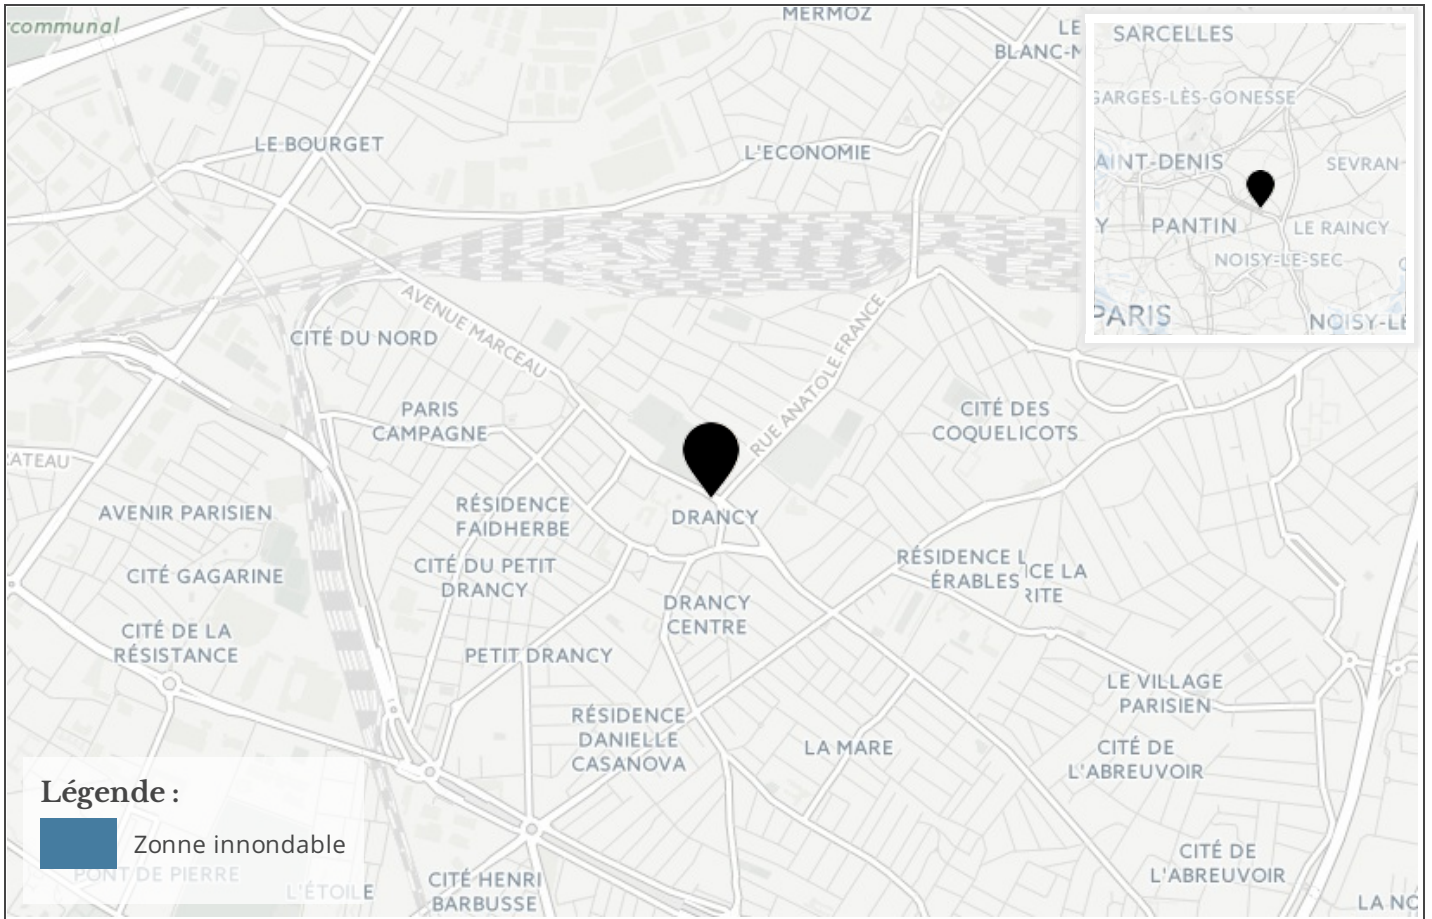 communal
MERMOZ
LE
BLANC-M
LE BOURGET
L'ECONOMIE
AVENUE MARCEAU
RUE ANATOLE FRANCE
CITÉ DU NORD
PARIS
CAMPAGNE
CITÉ DES
COQUELICOTS
ATEAU
AVENIR PARISIEN
RÉSIDENCE
FAIDHERBE
DRANCY
CITÉ GAGARINE
CITÉ DU PETIT
DRANCY
RÉSIDENCE L
ÉRABLES
ICE LA
RITE
DRANCY
CENTRE
CITÉ DE LA
RÉSISTANCE
PETIT DRANCY
LE VILLAGE
PARISIEN
RÉSIDENCE
DANIELLE
CASANOVA
LA MARE
CITÉ DE
L'ABREUVOIR
CITÉ DE
L'ABREUVOIR
PONT DE PIERRE
L'ÉTOILE
CITÉ HENRI
BARBUSSE
LA NO
Légende :
Zonne innondable
SARCELLES
GARGES-LÈS-GONESSE
AINT-DENIS
SEVRAN
Y
PANTIN
LE RAINCY
NOISY-LE-SEC
PARIS
NOISY-LE